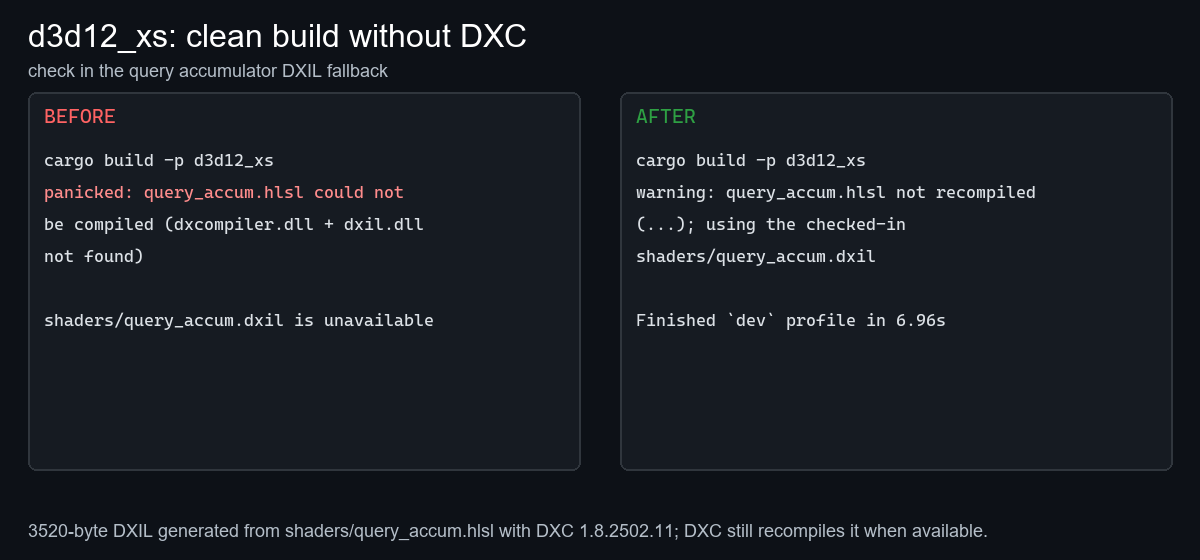 d3d12_xs: clean build without DXC
check in the query accumulator DXIL fallback
BEFORE
cargo build -p d3d12_xs
panicked: query_accum.hlsl could not
be compiled (dxcompiler.dll + dxil.dll
not found)
shaders/query_accum.dxil is unavailable
AFTER
cargo build -p d3d12_xs
warning: query_accum.hlsl not recompiled
(...); using the checked-in
shaders/query_accum.dxil
Finished `dev` profile in 6.96s
3520-byte DXIL generated from shaders/query_accum.hlsl with DXC 1.8.2502.11; DXC still recompiles it when available.